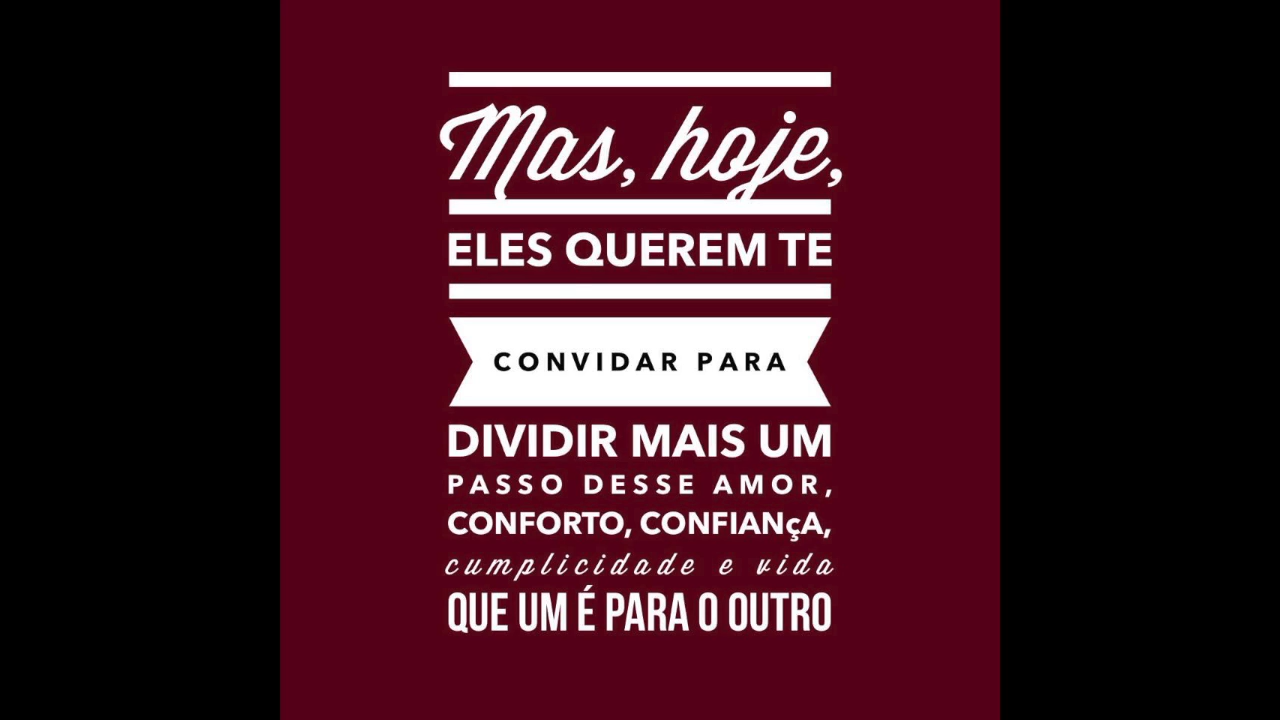 Mas, hoje,
ELES QUEREM TE
CONVIDAR PARA
DIVIDIR MAIS UM
PASSO DESSE AMOR,
CONFORTO, CONFIANçA,
cumplicidade e vida
QUE UM É PARA O OUTRO